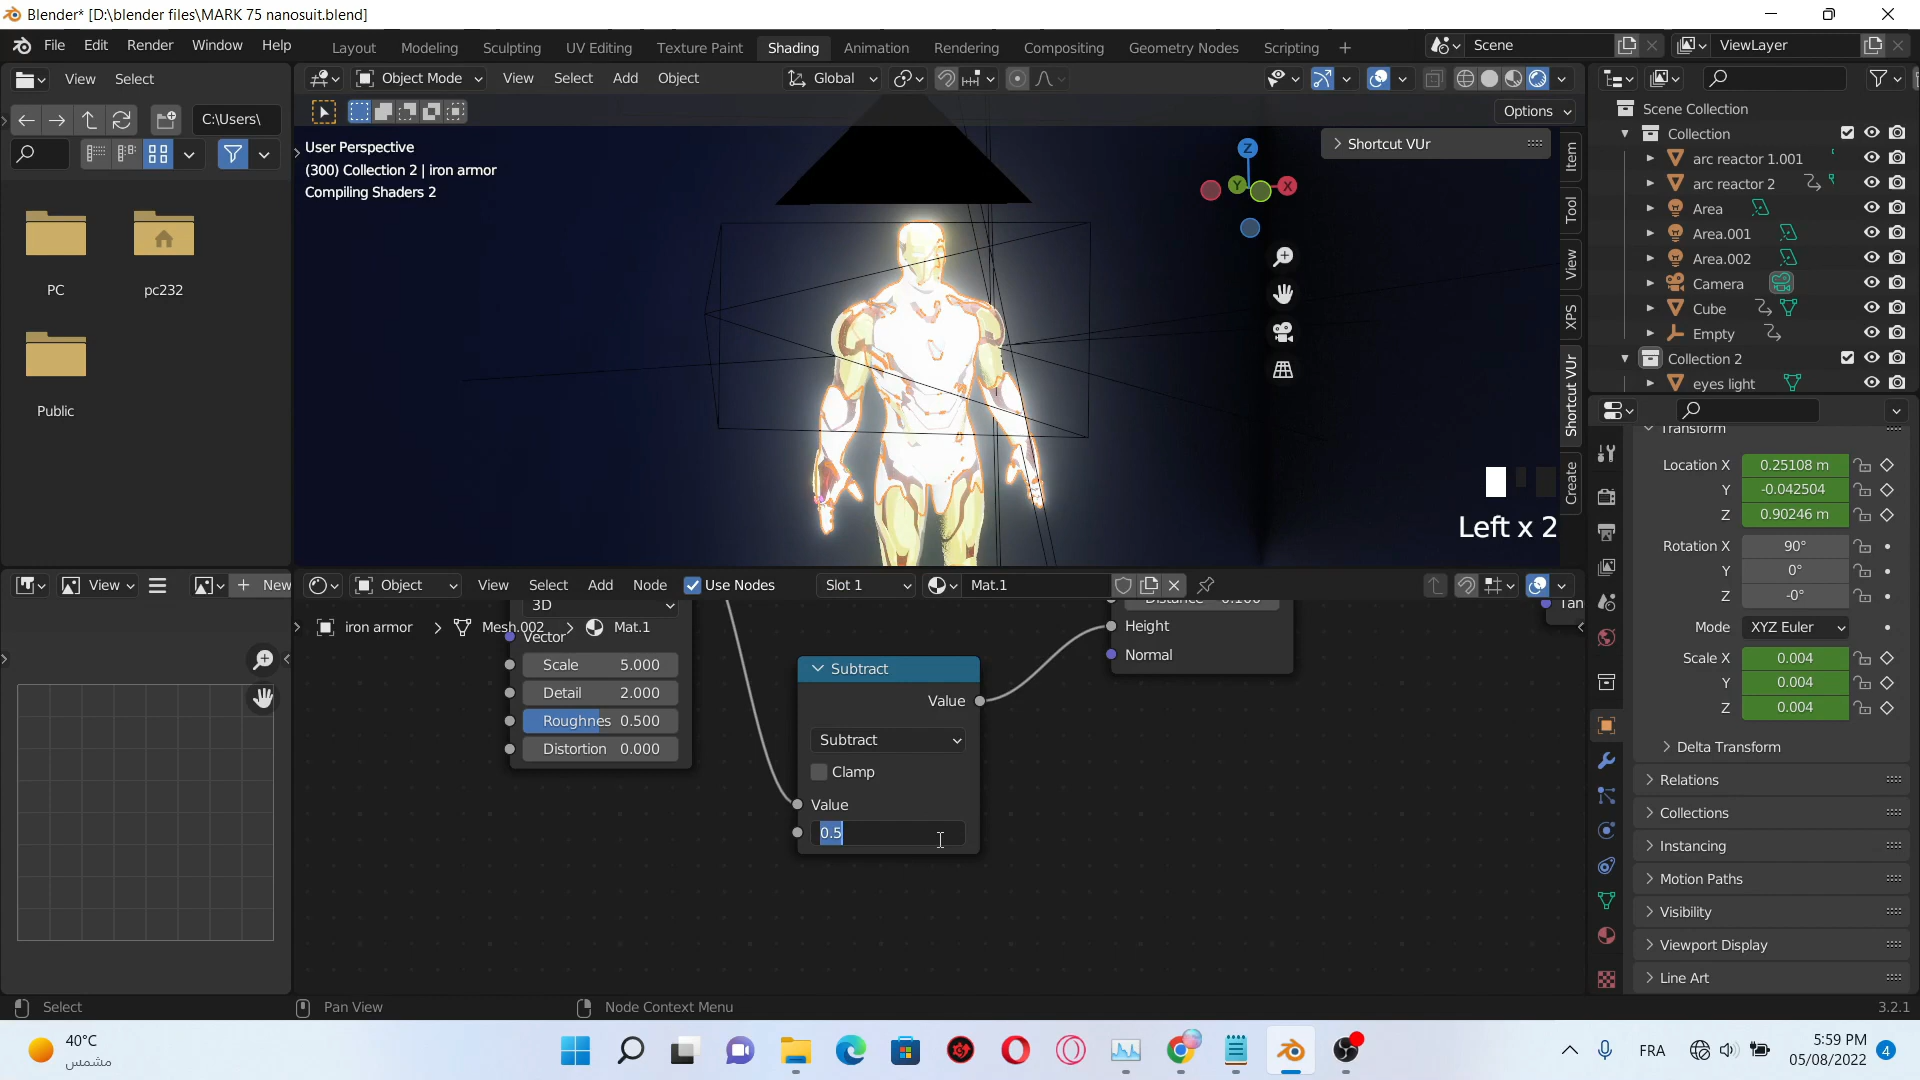 Blender* [D:\blender files\MARK 75 nanosuit.blend]
File Edit Render Window Help
Layout Modeling Sculpting UV Editing Texture Paint Shading Animation Rendering Compositing Geometry Nodes Scripting
Scene
ViewLayer
View Select
Object Mode View Select Add Object
Global
Options
C:\Users\
PC
pc232
Public
User Perspective
(300) Collection 2 | iron armor
Compiling Shaders 2
Shortcut VUr
Z
Y
X
Item
Tool
View
XPS
Shortcut VUr
Create
Left x 2
Scene Collection
Collection
arc reactor 1.001
arc reactor 2
Area
Area.001
Area.002
Camera
Cube
Empty
Collection 2
eyes light
Transform
Location X 0.25108 m
Y -0.042504
Z 0.90246 m
Rotation X 90°
Y 0°
Z -0°
Mode XYZ Euler
Scale X 0.004
Y 0.004
Z 0.004
Delta Transform
Relations
Collections
Instancing
Motion Paths
Visibility
Viewport Display
Line Art
View
New
Object View Select Add Node Use Nodes
Slot 1
Mat.1
iron armor
Mesh.002
Mat.1
3D
Vector
Scale 5.000
Detail 2.000
Roughnes 0.500
Distortion 0.000
Subtract
Value
Subtract
Clamp
Value
0.5
Distance 0.100
Height
Normal
Tan
Select
Pan View
Node Context Menu
3.2.1
40°C
مشمس
FRA
5:59 PM
05/08/2022
4